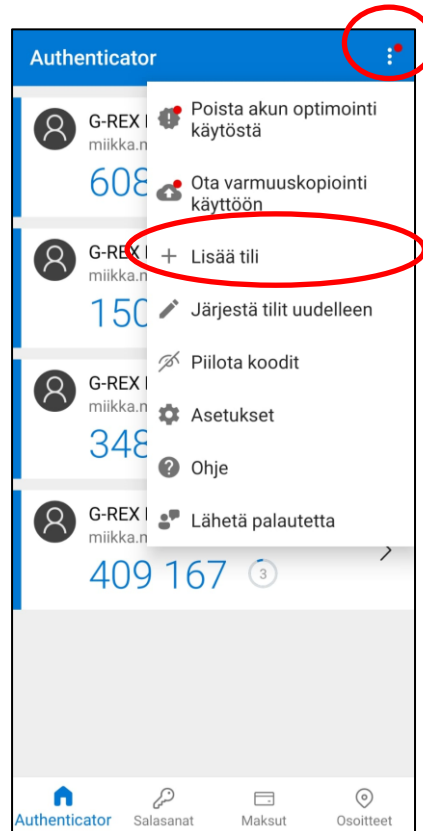 Authenticator
Poista akun optimointi
käytöstä
Ota varmuuskopiointi
käyttöön
Lisää tili
Järjestä tilit uudelleen
Piilota koodit
Asetukset
Ohje
Lähetä palautetta
G-REX
miikka.n
608
G-REX
miikka.n
150
G-REX
miikka.n
348
G-REX
miikka.n
409 167
3
Authenticator
Salasanat
Maksut
Osoitteet